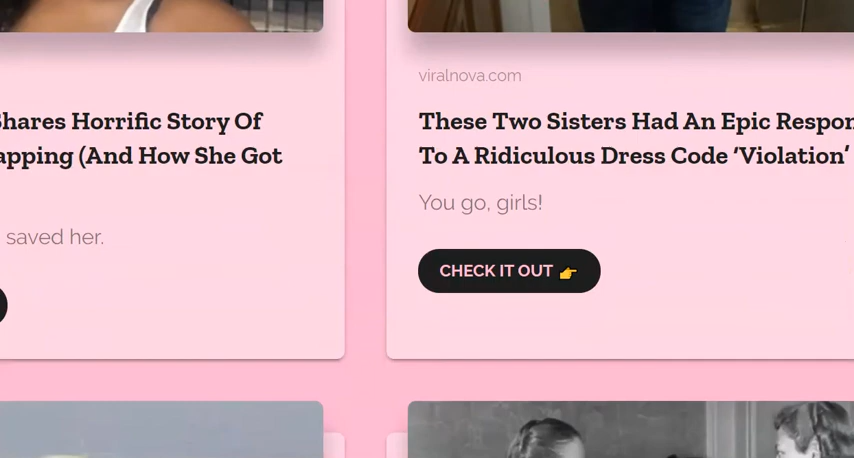 Shares Horrific Story Of
apping (And How She Got
saved her.
viralnova.com
These Two Sisters Had An Epic Respon
To A Ridiculous Dress Code ‘Violation’
You go, girls!
CHECK IT OUT 👉